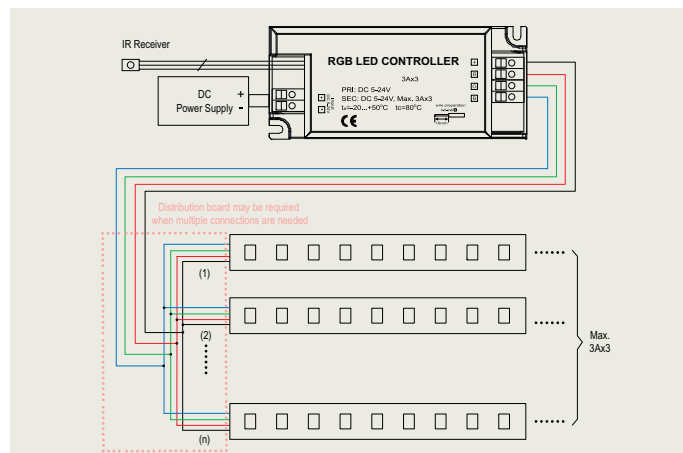 IR Receiver
DC
Power Supply
+
-
RGB LED CONTROLLER
3Ax3
PRI: DC 5-24V
SEC: DC 5-24V, Max. 3Ax3
tₐ=-20...+50°C tc=80°C
CE
wire preparation
+
R
G
B
Distribution board may be required
when multiple connections are needed
(1)
(2)
(n)
Max.
3Ax3